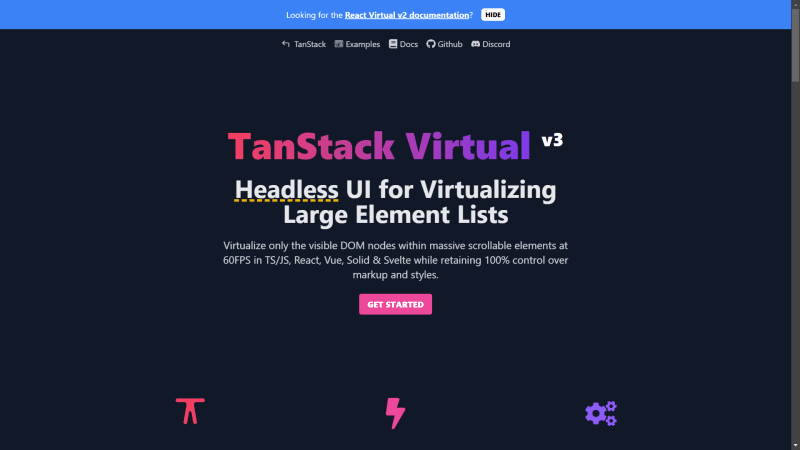 Looking for the React Virtual v2 documentation? HIDE
TanStack Examples Docs Github Discord
TanStack Virtual v3
Headless UI for Virtualizing
Large Element Lists
Virtualize only the visible DOM nodes within massive scrollable elements at
60FPS in TS/JS, React, Vue, Solid & Svelte while retaining 100% control over
markup and styles.
GET STARTED